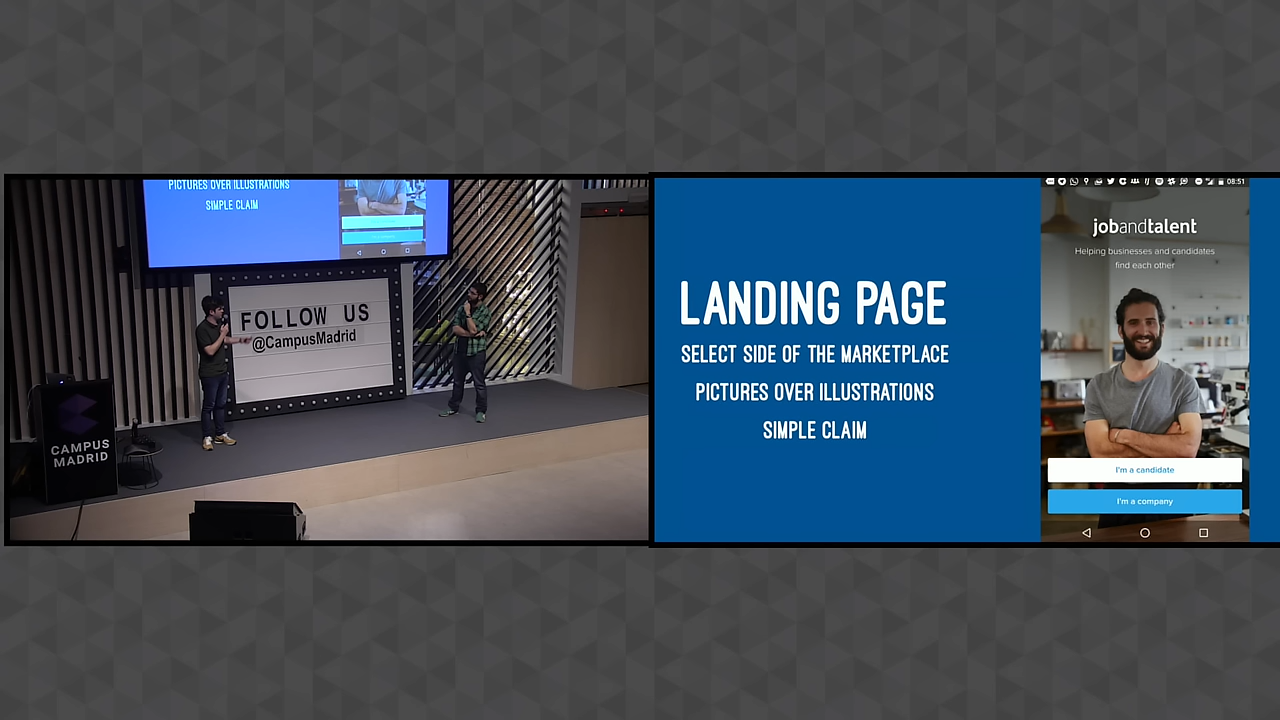 PICTURES OVER ILLUSTRATIONS
SIMPLE CLAIM
FOLLOW US
@CampusMadrid
CAMPUS
MADRID
LANDING PAGE
SELECT SIDE OF THE MARKETPLACE
PICTURES OVER ILLUSTRATIONS
SIMPLE CLAIM
08:51
jobandtalent
Helping businesses and candidates
find each other
I'm a candidate
I'm a company